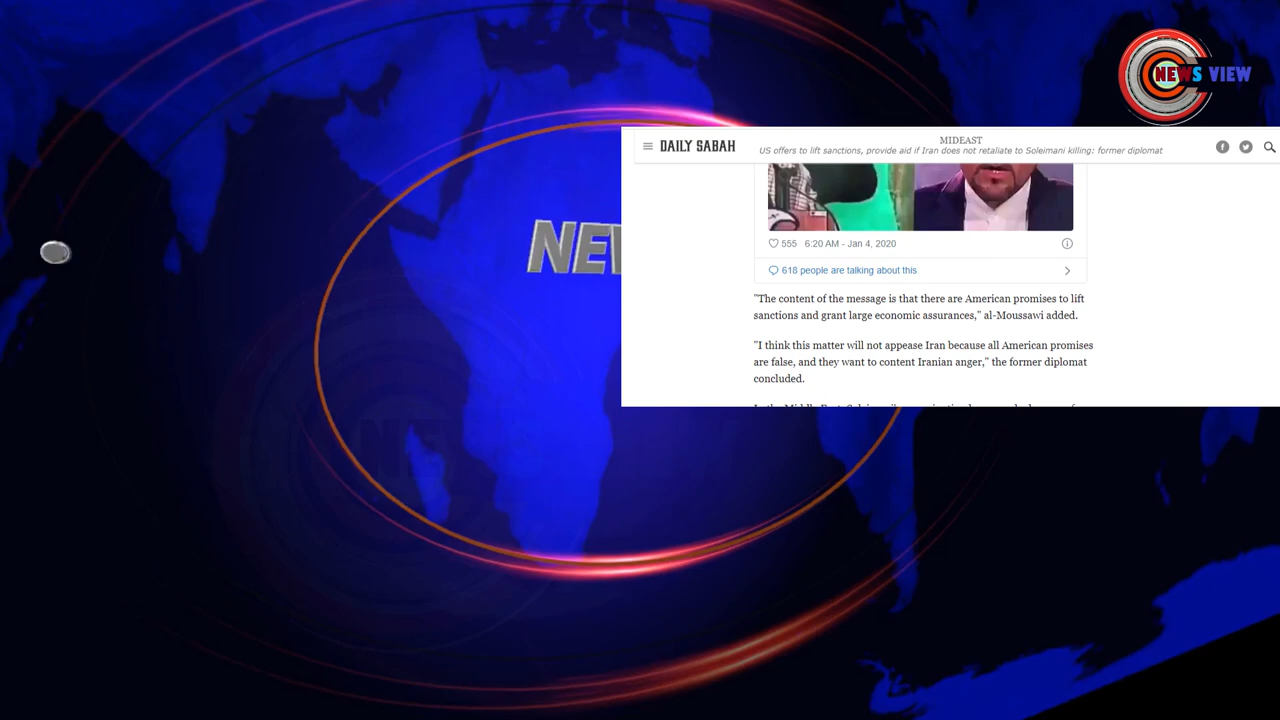 NEWS VIEW
DAILY SABAH
MIDEAST
US offers to lift sanctions, provide aid if Iran does not retaliate to Soleimani killing: former diplomat
NEW
555 6:20 AM - Jan 4, 2020
618 people are talking about this
"The content of the message is that there are American promises to lift
sanctions and grant large economic assurances," al-Moussawi added.
"I think this matter will not appease Iran because all American promises
are false, and they want to content Iranian anger," the former diplomat
concluded.